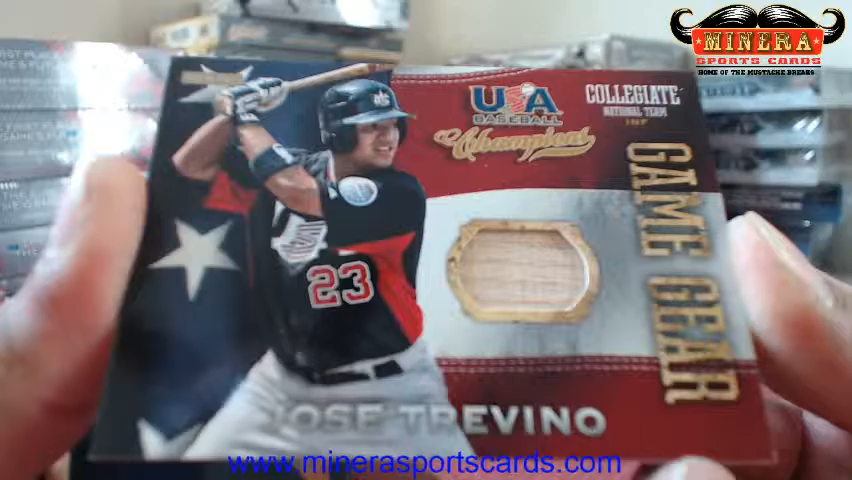 MINERA
SPORTS CARDS
HOME OF THE MUSTACHE BREAKS
USA
BASEBALL
Champions
COLLEGIATE
NATIONAL TEAM
INF
GAME GEAR
23
JOSE TREVINO
www.minerasportscards.com